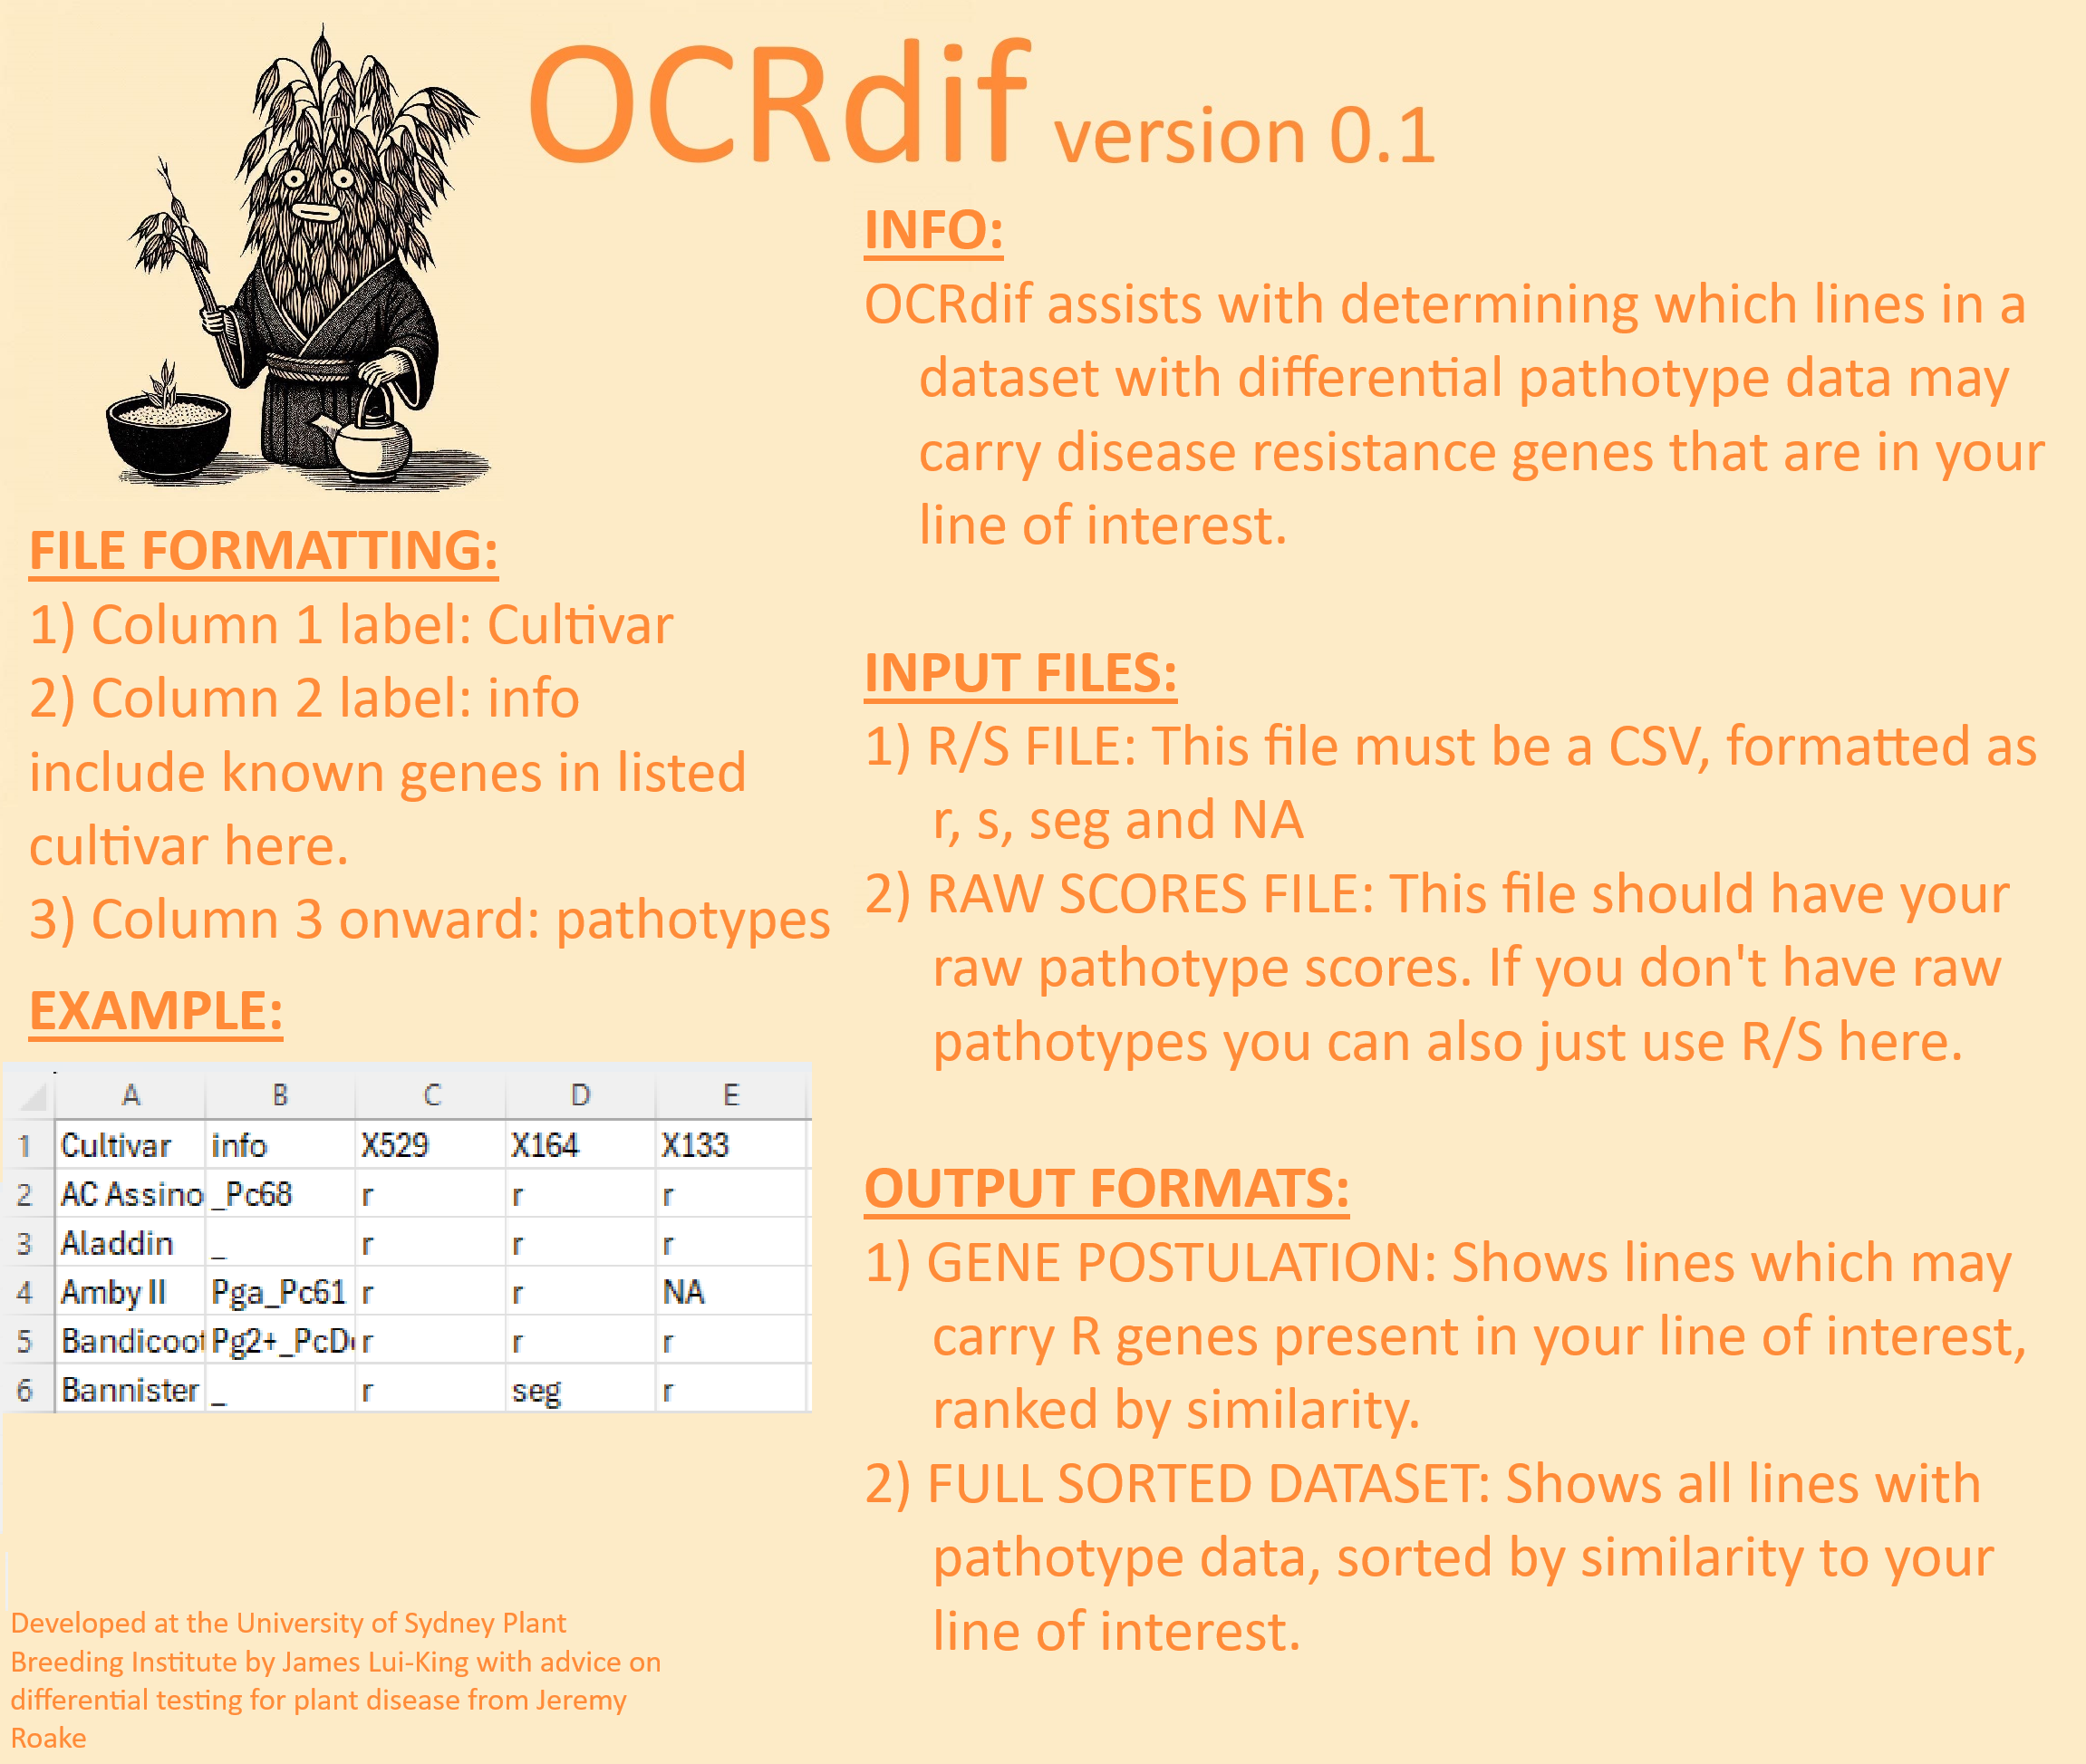 OCRdif version 0.1
INFO:
OCRdif assists with determining which lines in a
dataset with differential pathotype data may
carry disease resistance genes that are in your
line of interest.
FILE FORMATTING:
1) Column 1 label: Cultivar
2) Column 2 label: info
include known genes in listed
cultivar here.
3) Column 3 onward: pathotypes
INPUT FILES:
1) R/S FILE: This file must be a CSV, formatted as
r, s, seg and NA
2) RAW SCORES FILE: This file should have your
raw pathotype scores. If you don't have raw
pathotypes you can also just use R/S here.
EXAMPLE:
A B C D E
1 Cultivar info X529 X164 X133
2 AC Assino _Pc68 r r r
3 Aladdin _ r r r
4 Amby II Pga_Pc61 r r NA
5 Bandicoot Pg2+_PcD r r r
6 Bannister _ r seg r
OUTPUT FORMATS:
1) GENE POSTULATION: Shows lines which may
carry R genes present in your line of interest,
ranked by similarity.
2) FULL SORTED DATASET: Shows all lines with
pathotype data, sorted by similarity to your
line of interest.
Developed at the University of Sydney Plant
Breeding Institute by James Lui-King with advice on
differential testing for plant disease from Jeremy
Roake